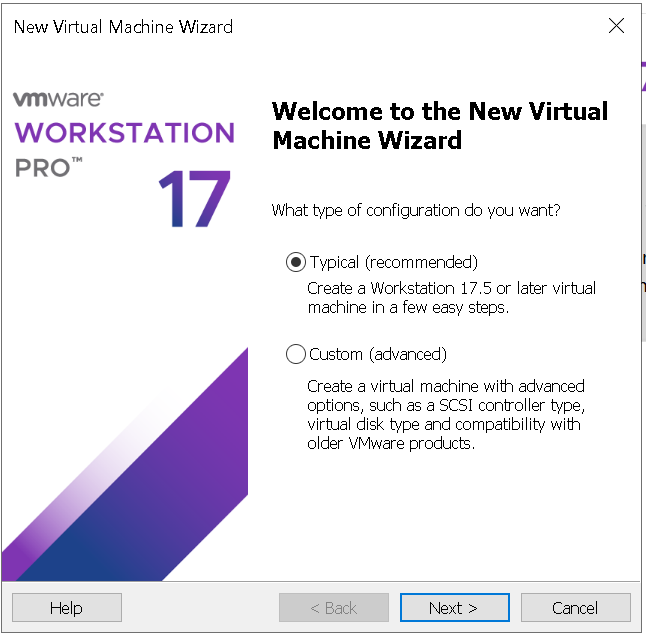 New Virtual Machine Wizard
vmware®
WORKSTATION
PRO™
17
Welcome to the New Virtual
Machine Wizard
What type of configuration do you want?
Typical (recommended)
Create a Workstation 17.5 or later virtual
machine in a few easy steps.
Custom (advanced)
Create a virtual machine with advanced
options, such as a SCSI controller type,
virtual disk type and compatibility with
older VMware products.
Help
< Back
Next >
Cancel